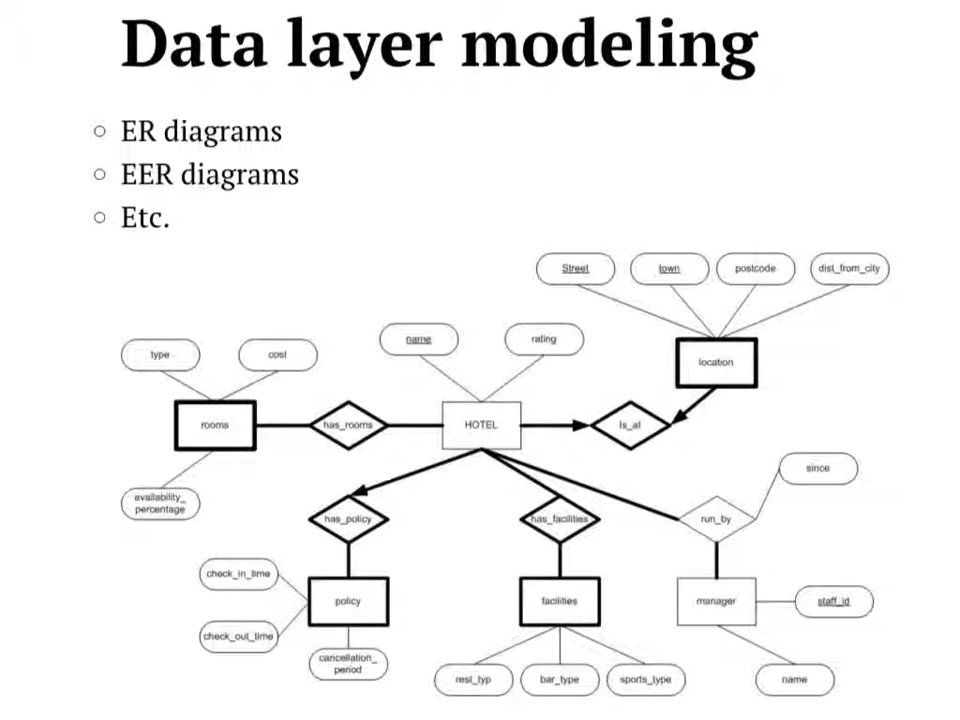 Data layer modeling
ER diagrams
EER diagrams
Etc.
Street
town
postcode
dist_from_city
type
cost
name
rating
location
rooms
has_rooms
HOTEL
Is_at
availability_
percentage
since
has_policy
has_facilities
run_by
check_in_time
policy
facilities
manager
staff_id
check_out_time
cancellation_
period
rest_typ
bar_type
sports_type
name